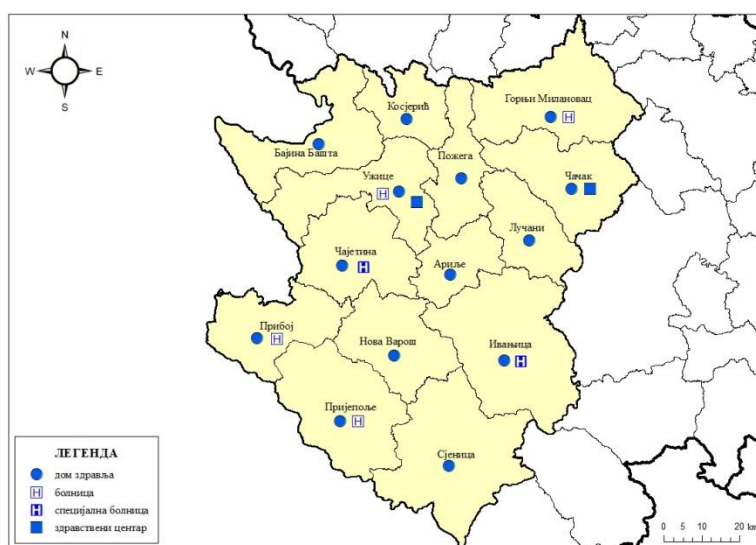 N
W E
S
Косјерић
Горњи Милановац
H
Бајина Башта
Пожега
Ужице
H
Чачак
Лучани
Чајетина
H
Ариље
Прибој
H
Нова Варош
Ивањица
H
Пријепоље
H
Сјеница
ЛЕГЕНДА
дом здравља
H болница
H специјална болница
здравствени центар
0 5 10 20 km